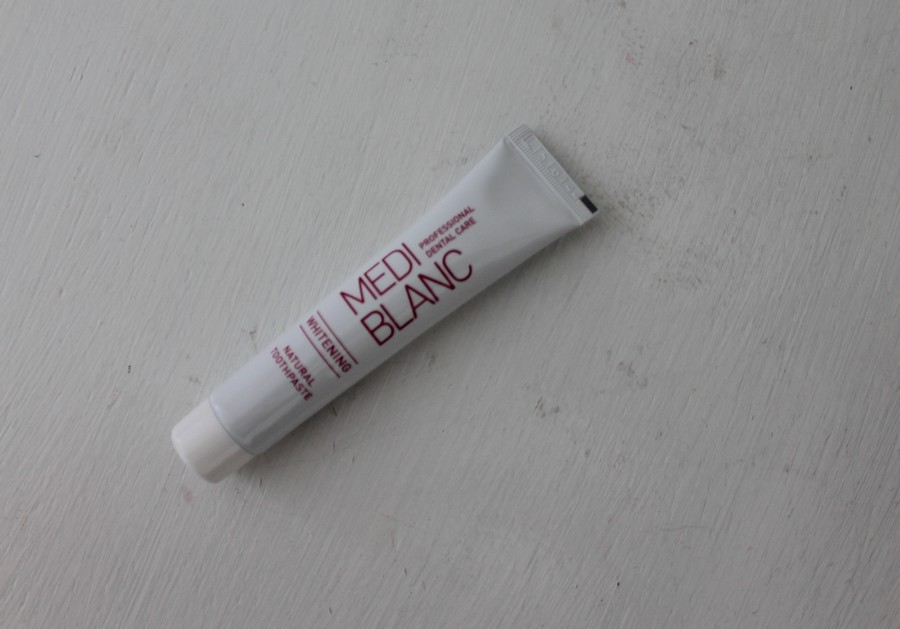 MEDI
BLANC
PROFESSIONAL
DENTAL CARE
WHITENING
NATURAL
TOOTHPASTE